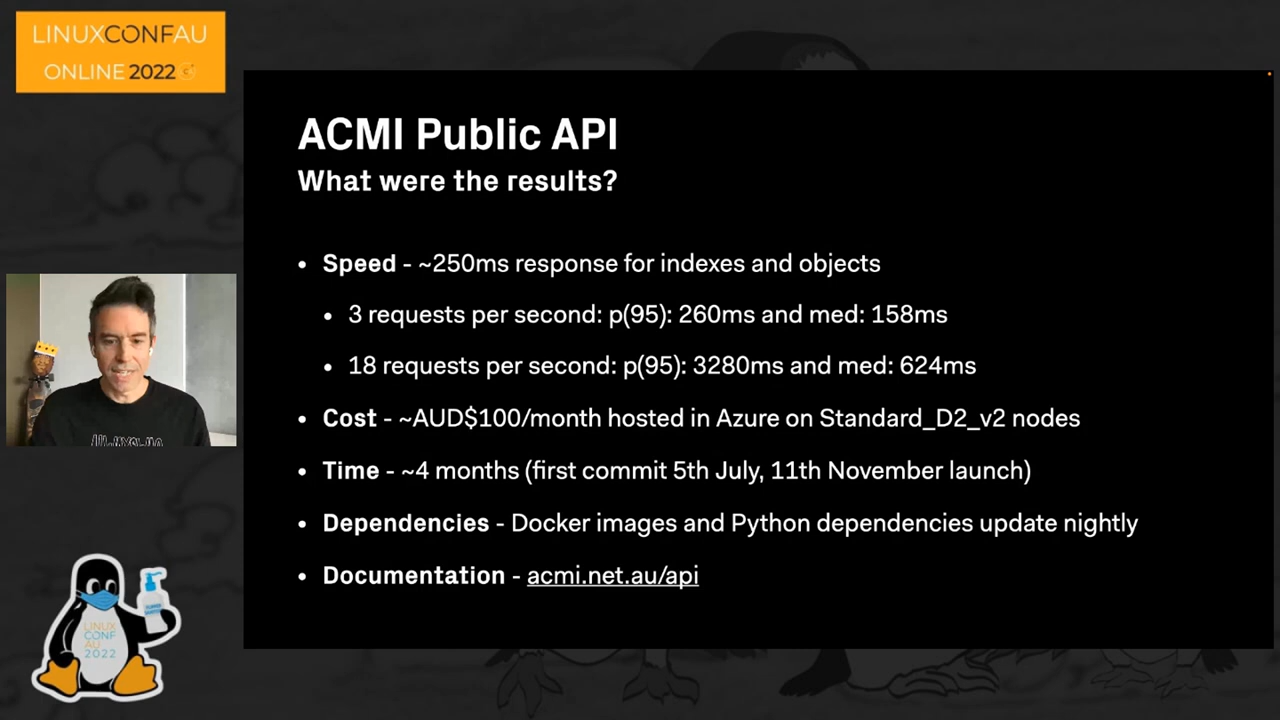 LINUXCONFAU
ONLINE 2022
ACMI Public API
What were the results?
• Speed - ~250ms response for indexes and objects
• 3 requests per second: p(95): 260ms and med: 158ms
• 18 requests per second: p(95): 3280ms and med: 624ms
• Cost - ~AUD$100/month hosted in Azure on Standard_D2_v2 nodes
• Time - ~4 months (first commit 5th July, 11th November launch)
• Dependencies - Docker images and Python dependencies update nightly
• Documentation - acmi.net.au/api
LINUX
CONF
AU
2022